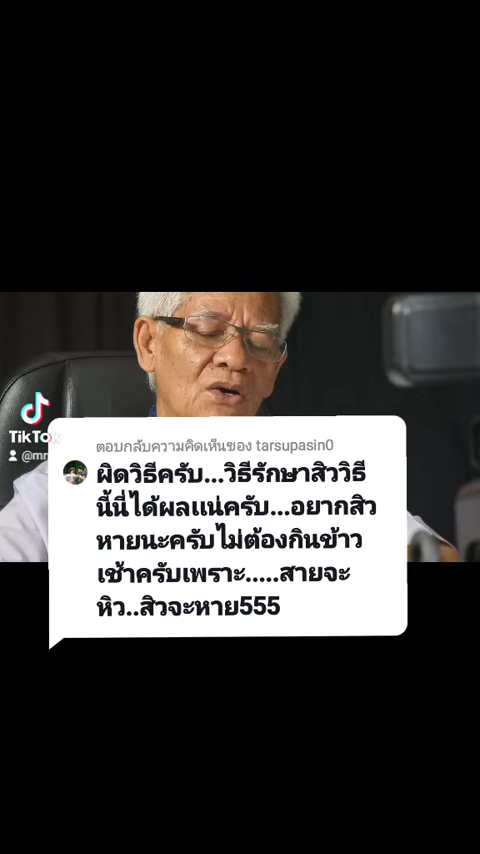 TikTok
@mr
ตอบกลับความคิดเห็นของ tarsupasin0
ผิดวิธีครับ...วิธีรักษาสิววิธี
นี้นี่ได้ผลแน่ครับ...อยากสิว
หายนะครับไม่ต้องกินข้าว
เช้าครับเพราะ.....สายจะ
หิว..สิวจะหาย555